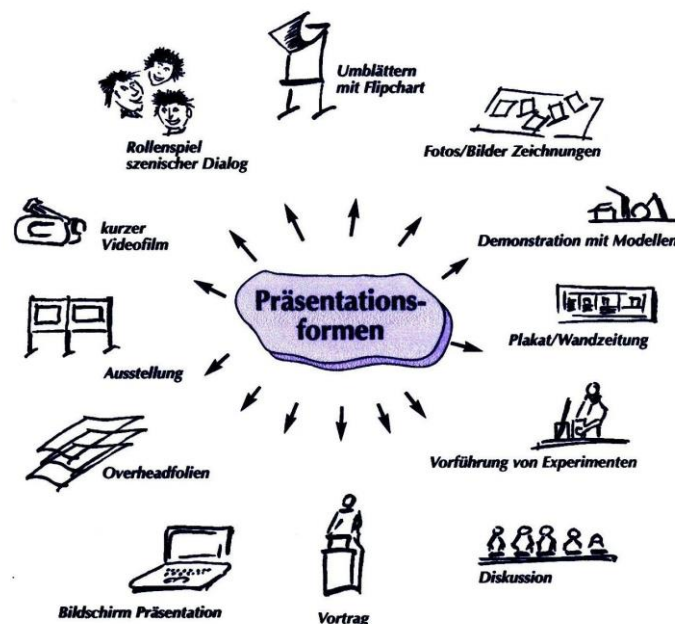 Umblättern
mit Flipchart
Rollenspiel
szenischer Dialog
Fotos/Bilder Zeichnungen
kurzer
Videofilm
Demonstration mit Modellen
Präsentations-
formen
Plakat/Wandzeitung
Ausstellung
Vorführung von Experimenten
Overheadfolien
Diskussion
Bildschirm Präsentation
Vortrag